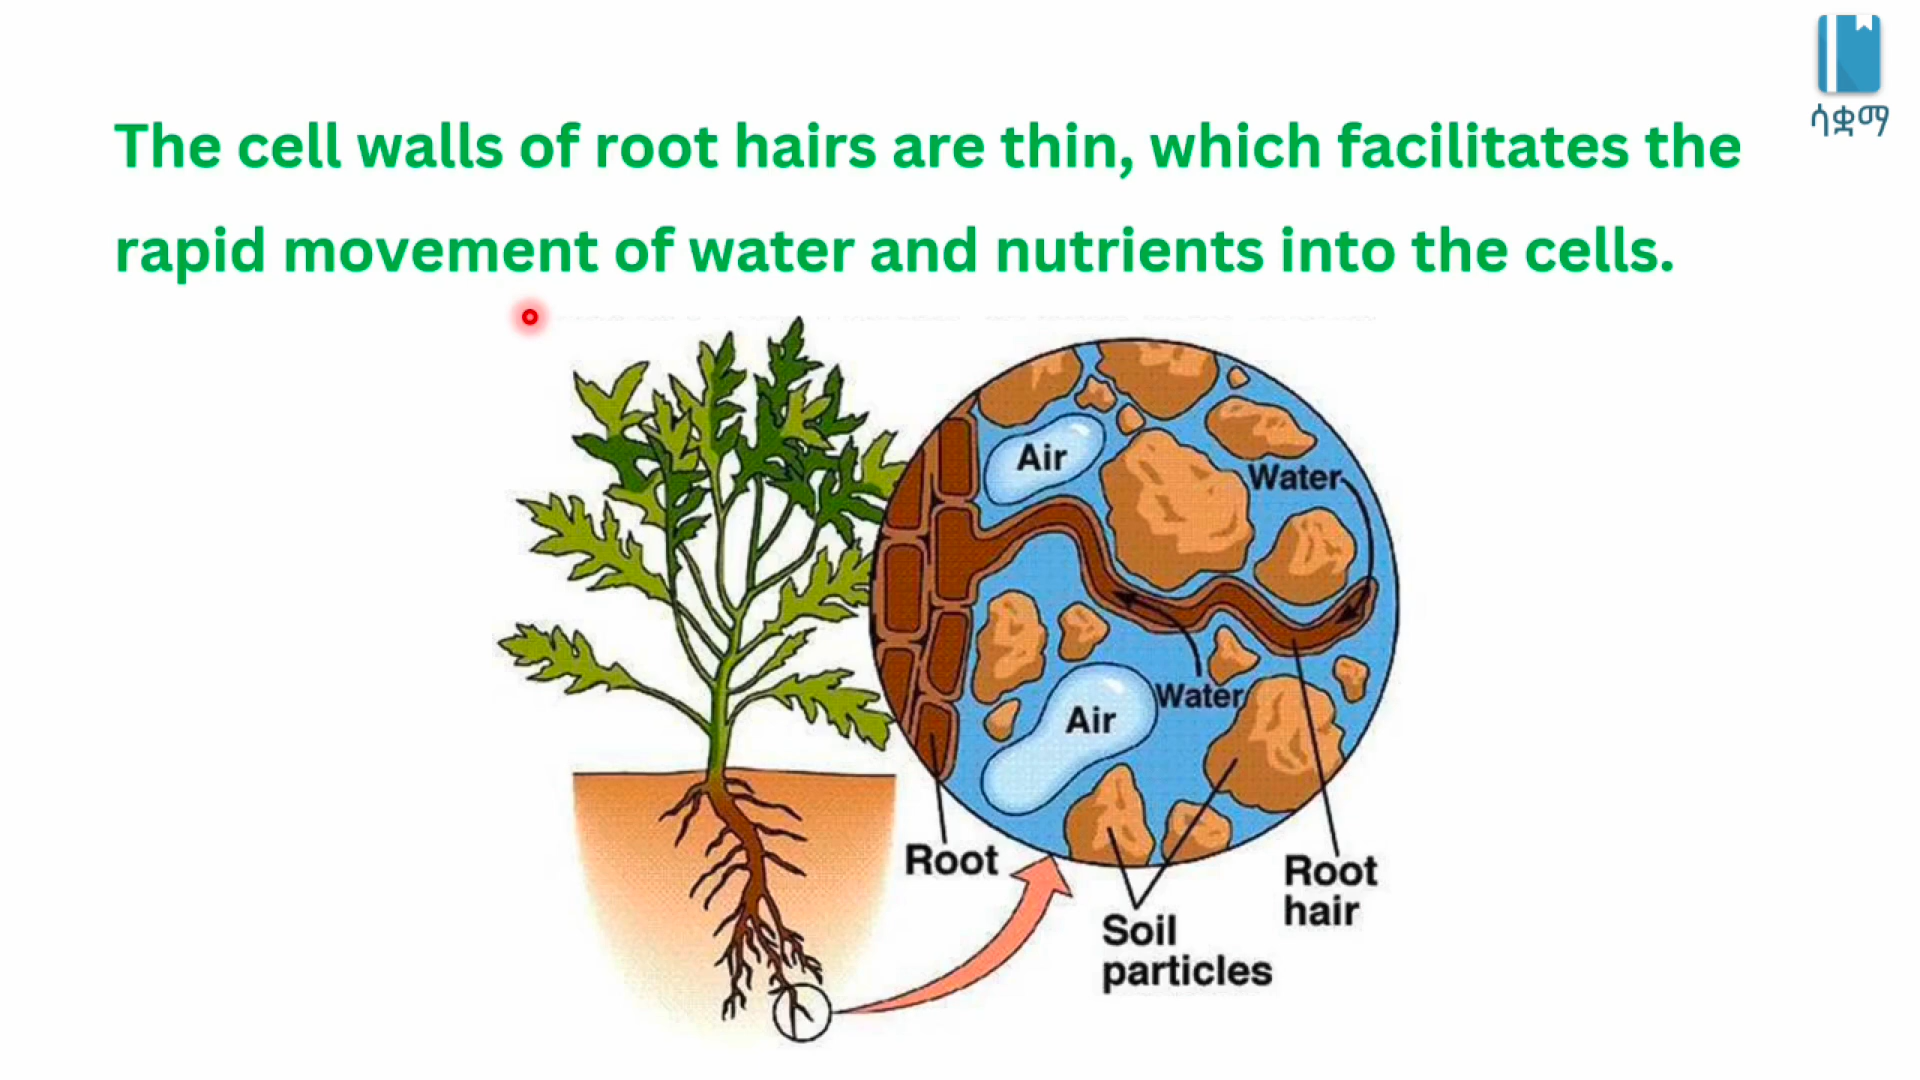 ሳቋማ
The cell walls of root hairs are thin, which facilitates the
rapid movement of water and nutrients into the cells.
Air
Water
Water
Air
Root
Root
hair
Soil
particles